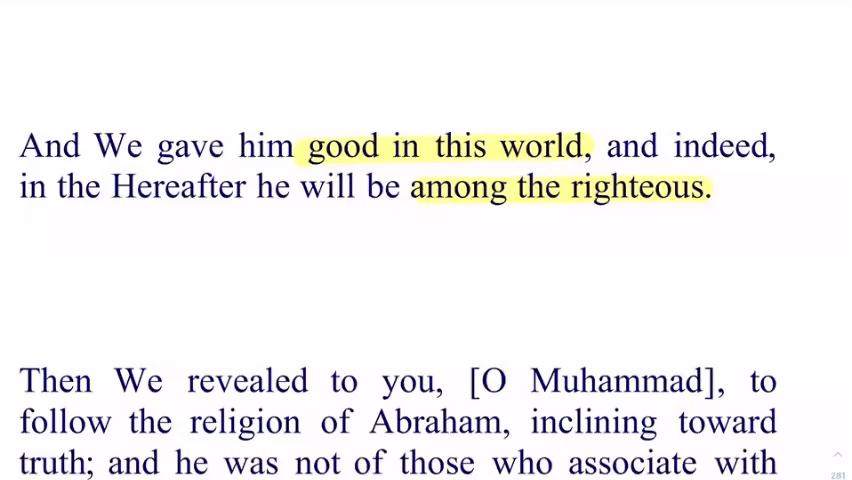 And We gave him good in this world, and indeed,
in the Hereafter he will be among the righteous.
Then We revealed to you, [O Muhammad], to
follow the religion of Abraham, inclining toward
truth; and he was not of those who associate with
281